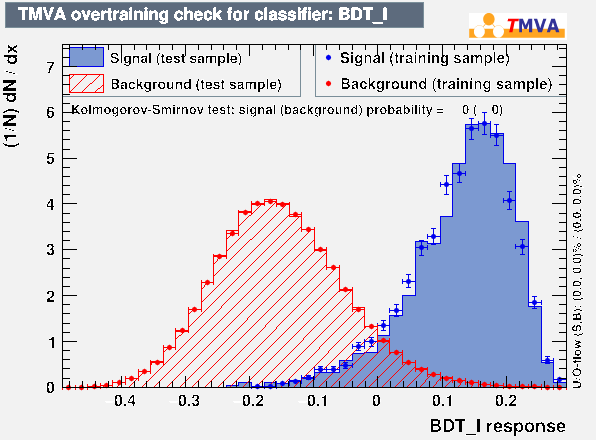 TMVA overtraining check for classifier: BDT_I
TMVA
(1/N) dN / dx
Signal (test sample)
Background (test sample)
Signal (training sample)
Background (training sample)
Kolmogorov-Smirnov test: signal (background) probability = 0 ( 0)
7
6
5
4
3
2
1
0
-0.4
-0.3
-0.2
-0.1
0
0.1
0.2
BDT_I response
U/O-flow (S,B): (0.0, 0.0)% / (0.0, 0.0)%